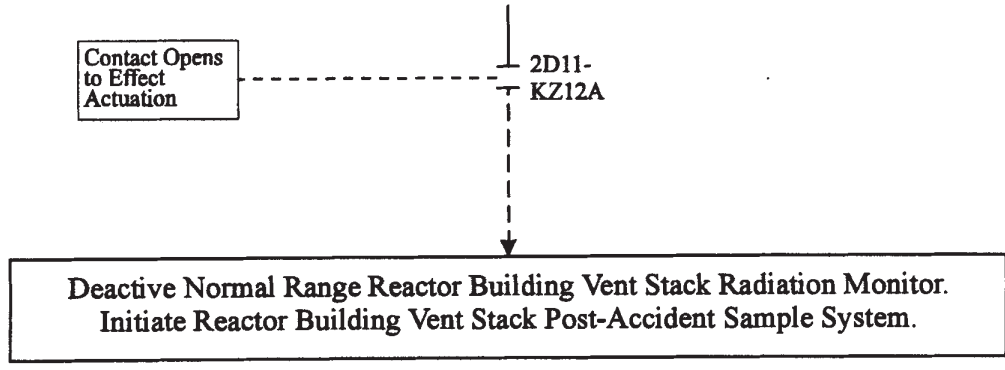 Contact Opens
to Effect
Actuation
2D11-
KZ12A
Deactive Normal Range Reactor Building Vent Stack Radiation Monitor.
Initiate Reactor Building Vent Stack Post-Accident Sample System.